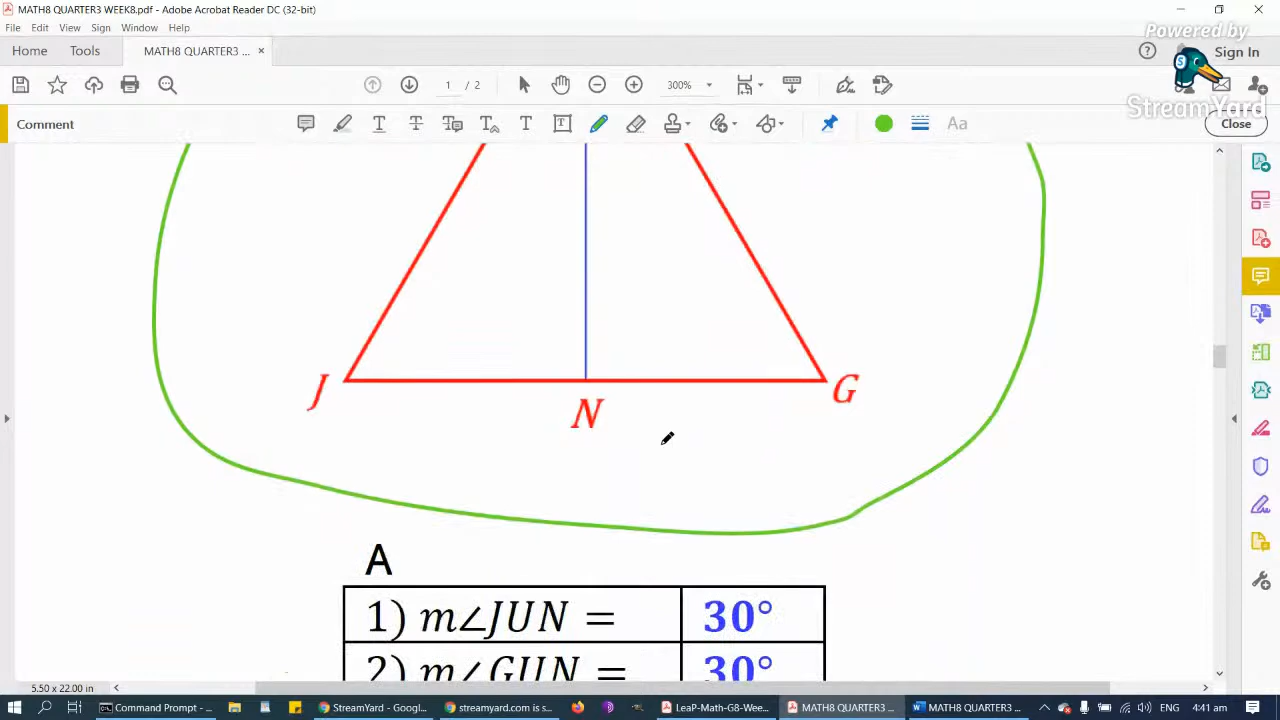 MATH8 QUARTER3 WEEK8.pdf - Adobe Acrobat Reader DC (32-bit)
File Edit View Sign Window Help
Powered by
StreamYard
Home Tools MATH8 QUARTER3 ... × Sign In
1 / 2 300%
Comment Aa Close
J N G
A
1) m∠JUN = 30°
2) m∠GUN = 30°
5.50 x 22.00 in
Command Prompt - ... StreamYard - Googl... streamyard.com is s... LeaP-Math-G8-Wee... MATH8 QUARTER3 ... MATH8 QUARTER3 ... ENG 4:41 am